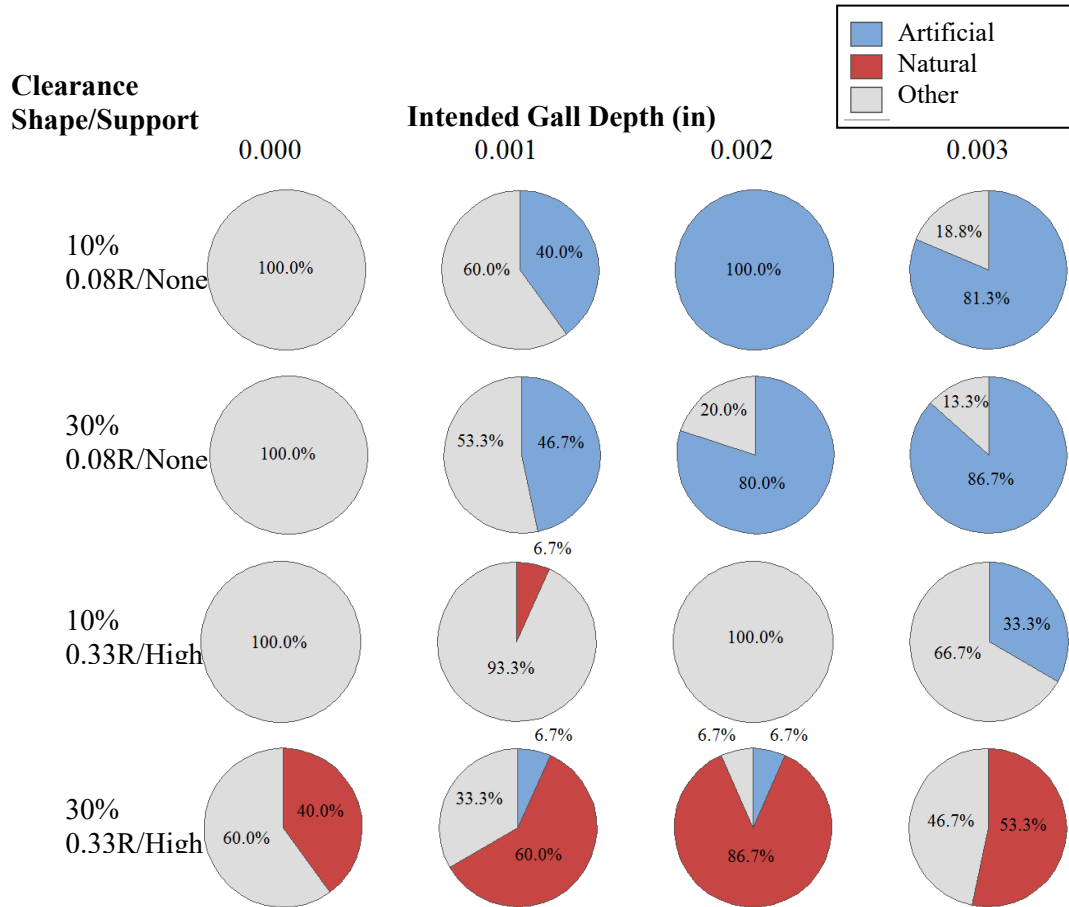 Artificial
Natural
Other
Clearance
Shape/Support
Intended Gall Depth (in)
0.000 0.001 0.002 0.003
10%
0.08R/None
100.0%
60.0% 40.0%
100.0%
18.8%
81.3%
30%
0.08R/None
100.0%
53.3% 46.7%
20.0%
80.0%
13.3%
86.7%
10%
0.33R/High
100.0%
6.7%
93.3%
100.0%
33.3%
66.7%
30%
0.33R/High
60.0% 40.0%
6.7%
33.3%
60.0%
6.7% 6.7%
86.7%
46.7% 53.3%